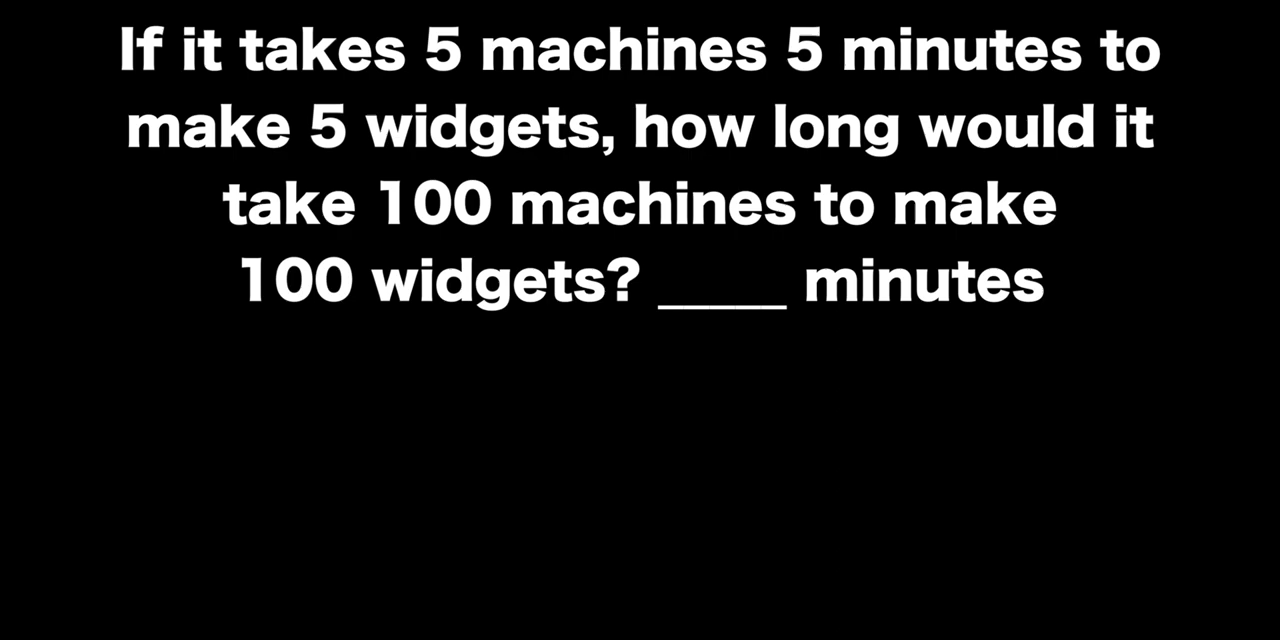 If it takes 5 machines 5 minutes to
make 5 widgets, how long would it
take 100 machines to make
100 widgets? _____ minutes